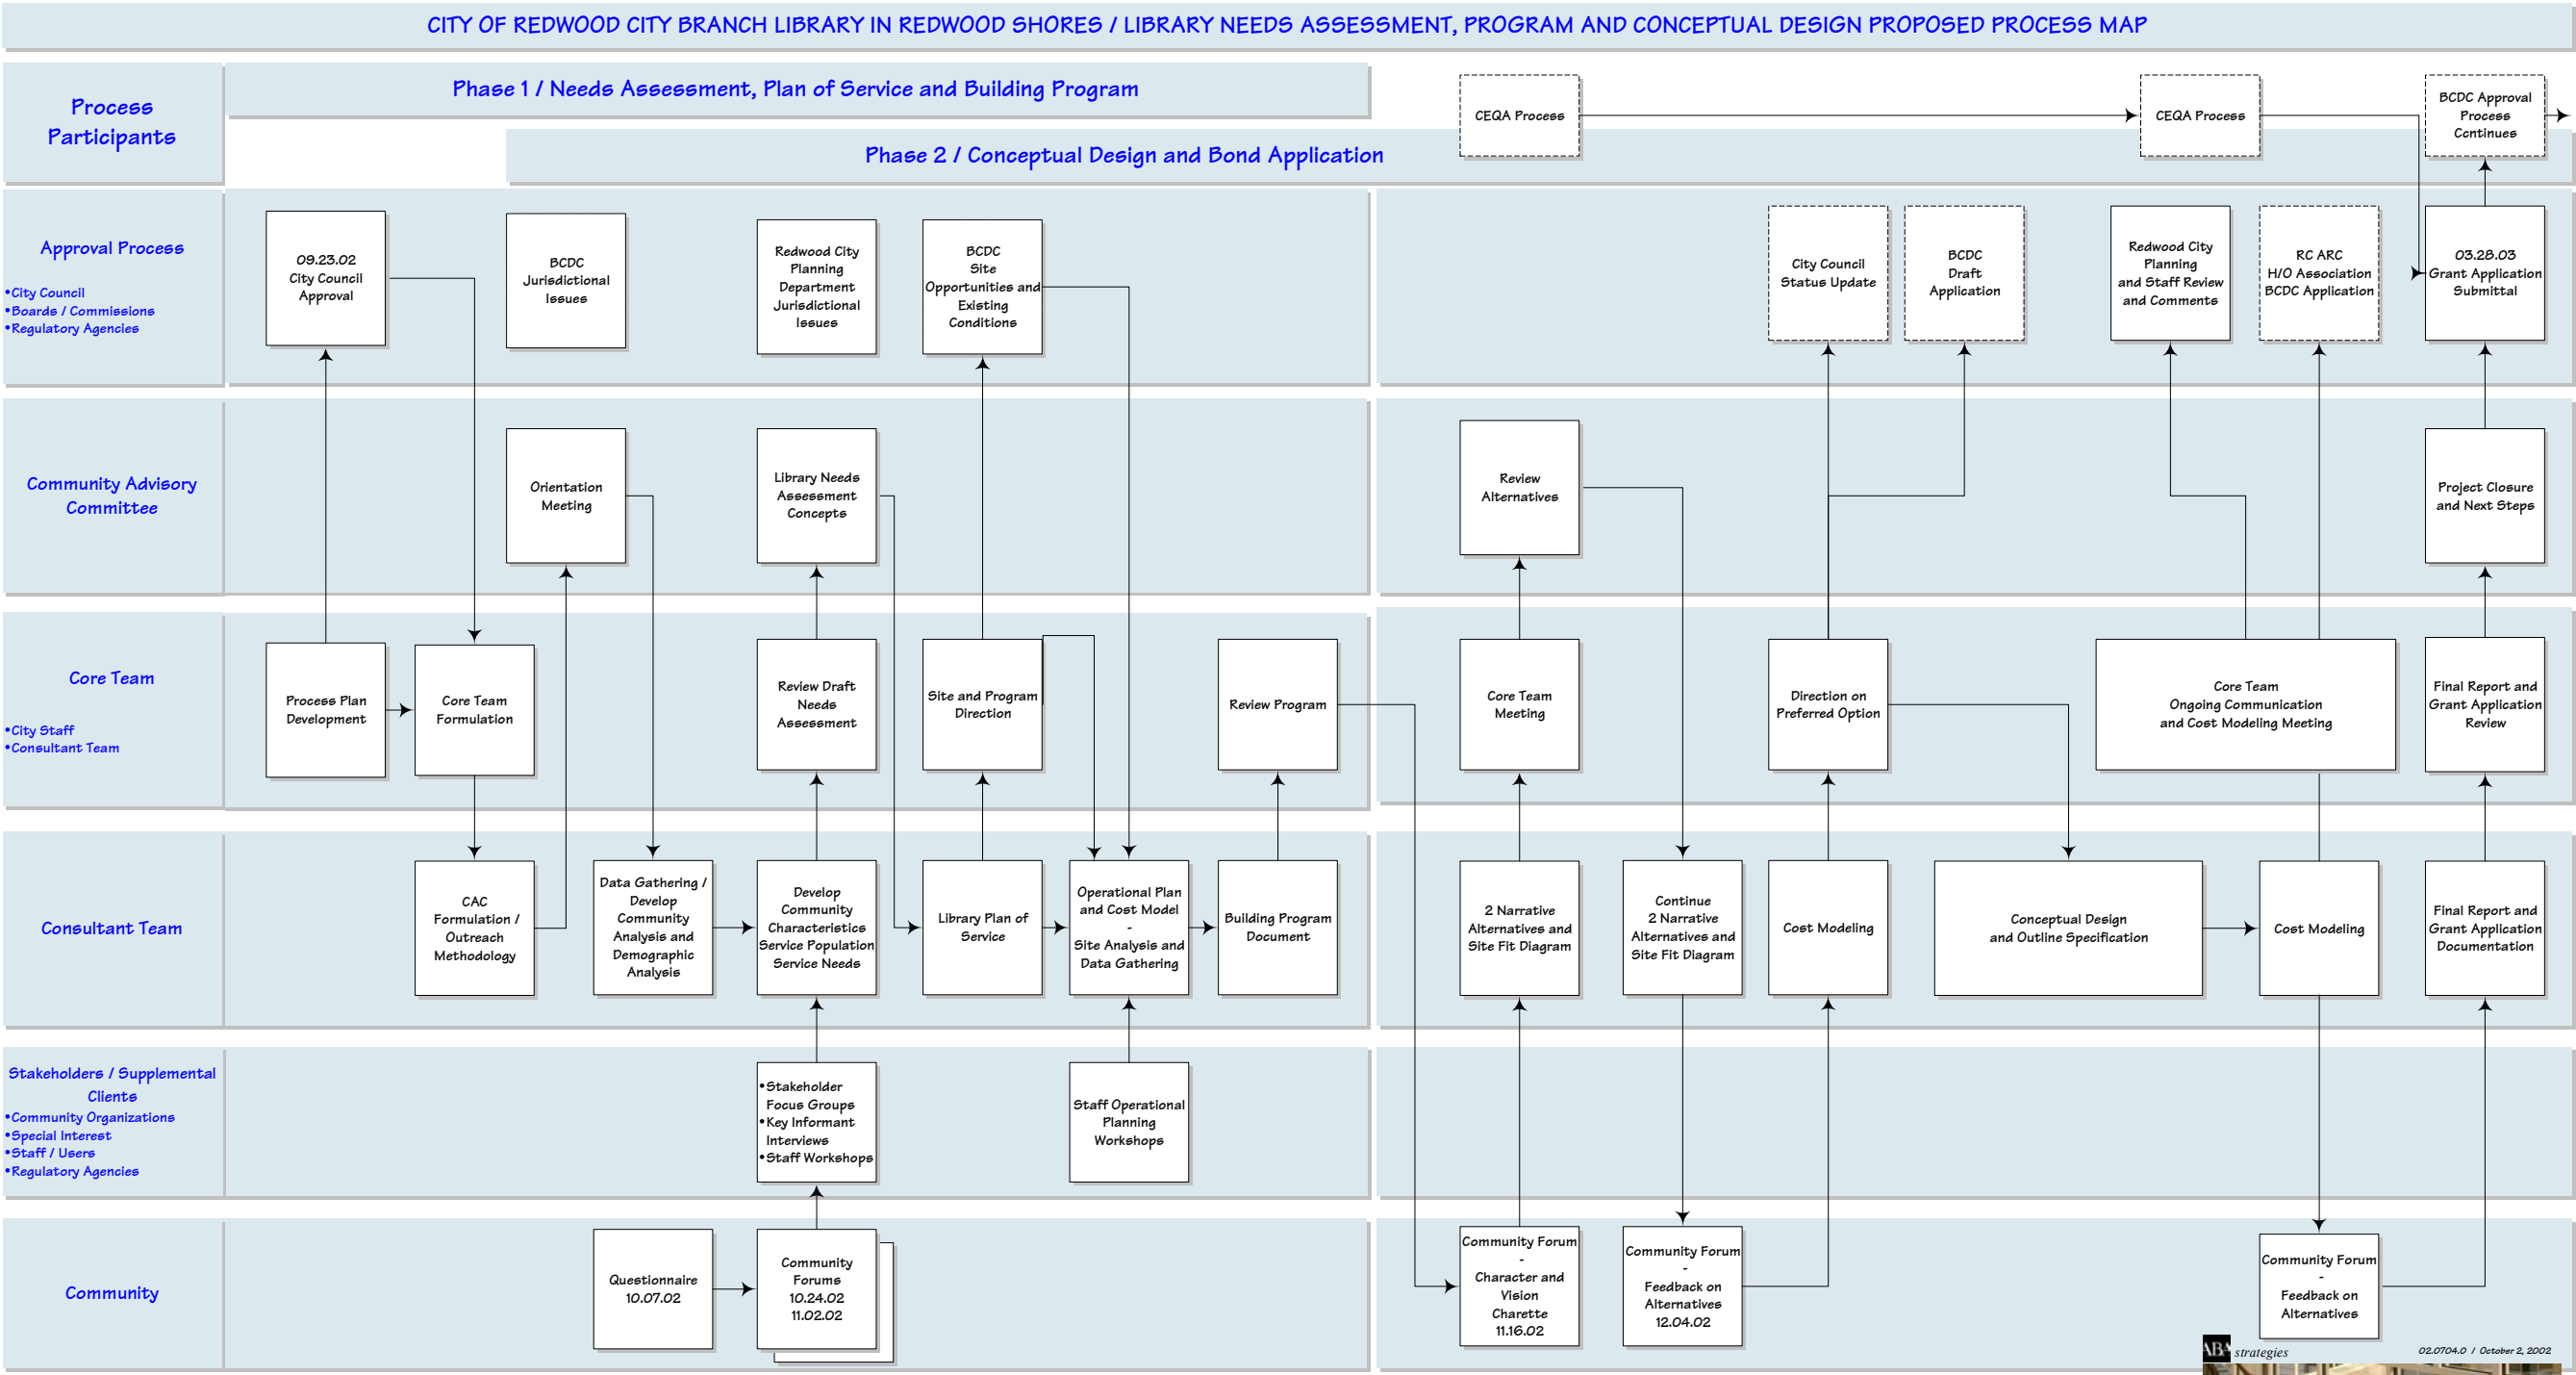 CITY OF REDWOOD CITY BRANCH LIBRARY IN REDWOOD SHORES / LIBRARY NEEDS ASSESSMENT, PROGRAM AND CONCEPTUAL DESIGN PROPOSED PROCESS MAP
Process
Participants
Phase 1 / Needs Assessment, Plan of Service and Building Program
Phase 2 / Conceptual Design and Bond Application
CEQA Process
CEQA Process
BCDC Approval
Process
Ccntinues
Approval Process
•City Council
•Boards / Commissions
•Regulatory Agencies
09.23.02
City Council
Approval
BCDC
Jurisdictional
Issues
Redwood City
Planning
Department
Jurisdictional
Issues
BCDC
Site
Opportunities and
Existing
Conditions
City Council
Status Update
BCDC
Draft
Application
Redwood City
Planning
and Staff Review
and Comments
RC ARC
H/O Association
BCDC Application
03.28.03
Grant Application
Submittal
Community Advisory
Committee
Orientation
Meeting
Library Needs
Assessment
Concepts
Review
Alternatives
Project Closure
and Next Steps
Core Team
•City Staff
•Consultant Team
Process Plan
Development
Core Team
Formulation
Review Draft
Needs
Assessment
Site and Program
Direction
Review Program
Core Team
Meeting
Direction on
Preferred Option
Core Team
Ongoing Communication
and Cost Modeling Meeting
Final Report and
Grant Application
Review
Consultant Team
CAC
Formulation /
Outreach
Methodology
Data Gathering /
Develop
Community
Analysis and
Demographic
Analysis
Develop
Community
Characteristics
Service Population
Service Needs
Library Plan of
Service
Operational Plan
and Cost Model
-
Site Analysis and
Data Gathering
Building Program
Document
2 Narrative
Alternatives and
Site Fit Diagram
Continue
2 Narrative
Alternatives and
Site Fit Diagram
Cost Modeling
Conceptual Design
and Outline Specification
Cost Modeling
Final Report and
Grant Application
Documentation
Stakeholders / Supplemental
Clients
•Community Organizations
•Special Interest
•Staff / Users
•Regulatory Agencies
•Stakeholder
Focus Groups
•Key Informant
Interviews
•Staff Workshops
Staff Operational
Planning
Workshops
Community
Questionnaire
10.07.02
Community
Forums
10.24.02
11.02.02
Community Forum
-
Character and
Vision
Charette
11.16.02
Community Forum
-
Feedback on
Alternatives
12.04.02
Community Forum
-
Feedback on
Alternatives
ABA strategies
02.0704.0 / October 2, 2002